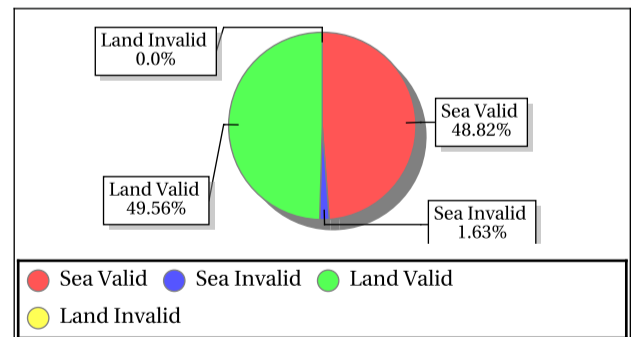 Land Invalid
0.0%
Sea Valid
48.82%
Land Valid
49.56%
Sea Invalid
1.63%
Sea Valid Sea Invalid Land Valid
Land Invalid